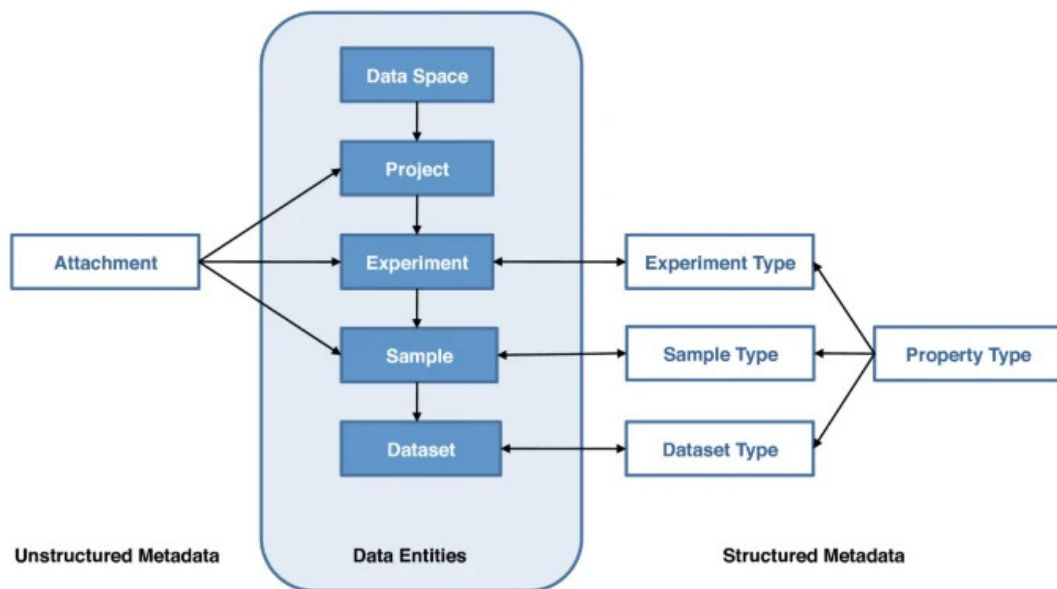 Data Space
Project
Attachment
Experiment
Experiment Type
Sample
Sample Type
Property Type
Dataset
Dataset Type
Unstructured Metadata
Data Entities
Structured Metadata